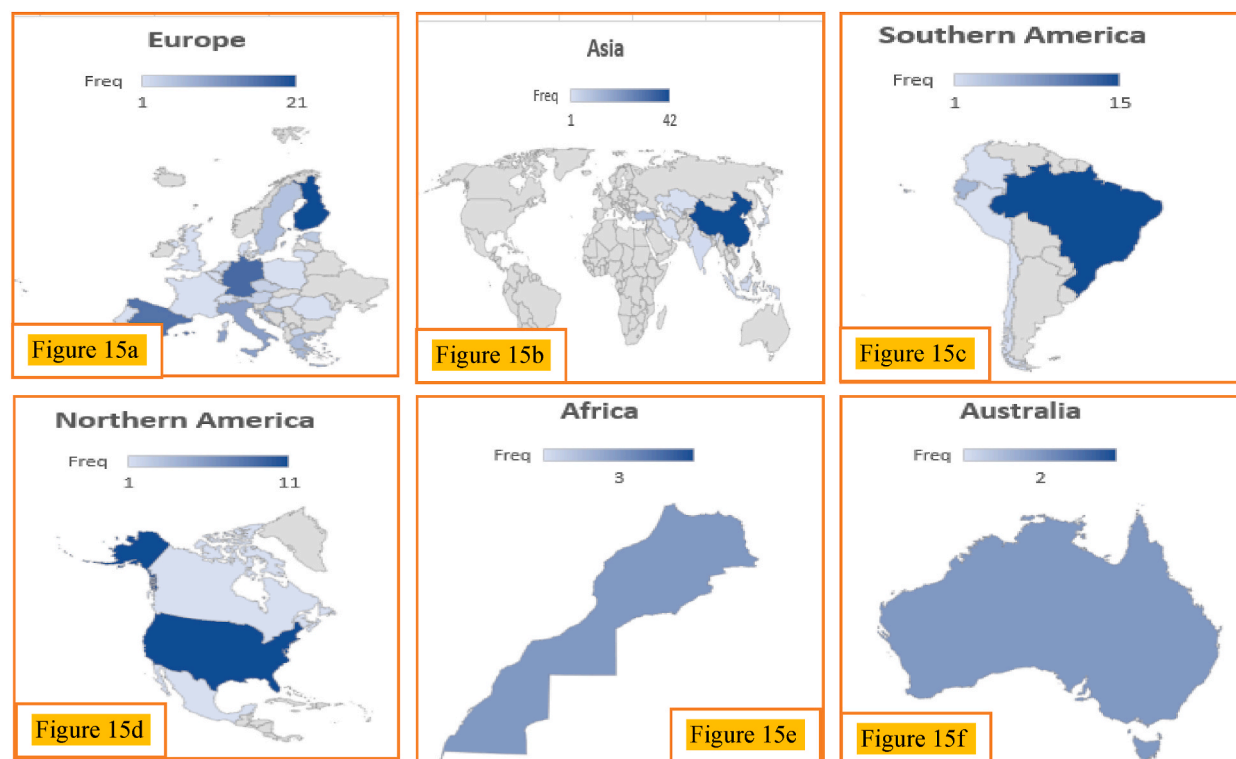 Europe
Freq
1 21
Figure 15a
Asia
Freq
1 42
Figure 15b
Southern America
Freq
1 15
Figure 15c
Northern America
Freq
1 11
Figure 15d
Africa
Freq
3
Figure 15e
Australia
Freq
2
Figure 15f